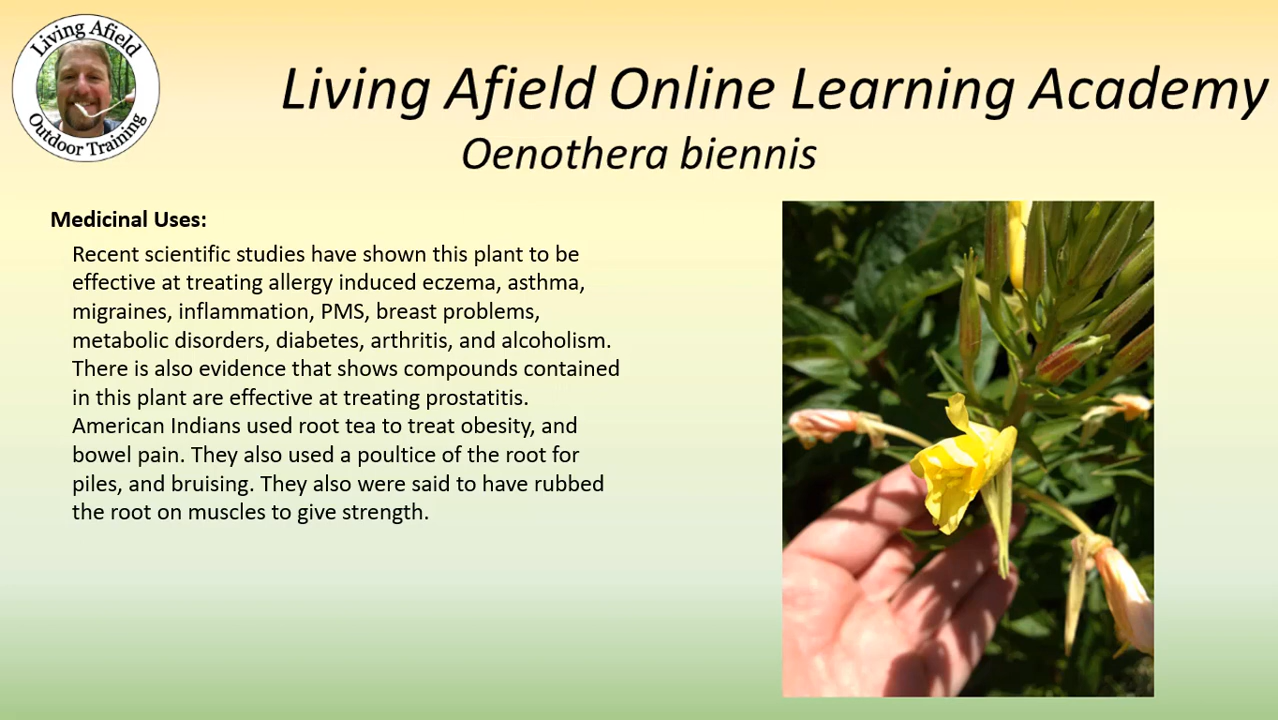 Living Afield
Outdoor Training
Living Afield Online Learning Academy
Oenothera biennis
Medicinal Uses:
Recent scientific studies have shown this plant to be
effective at treating allergy induced eczema, asthma,
migraines, inflammation, PMS, breast problems,
metabolic disorders, diabetes, arthritis, and alcoholism.
There is also evidence that shows compounds contained
in this plant are effective at treating prostatitis.
American Indians used root tea to treat obesity, and
bowel pain. They also used a poultice of the root for
piles, and bruising. They also were said to have rubbed
the root on muscles to give strength.